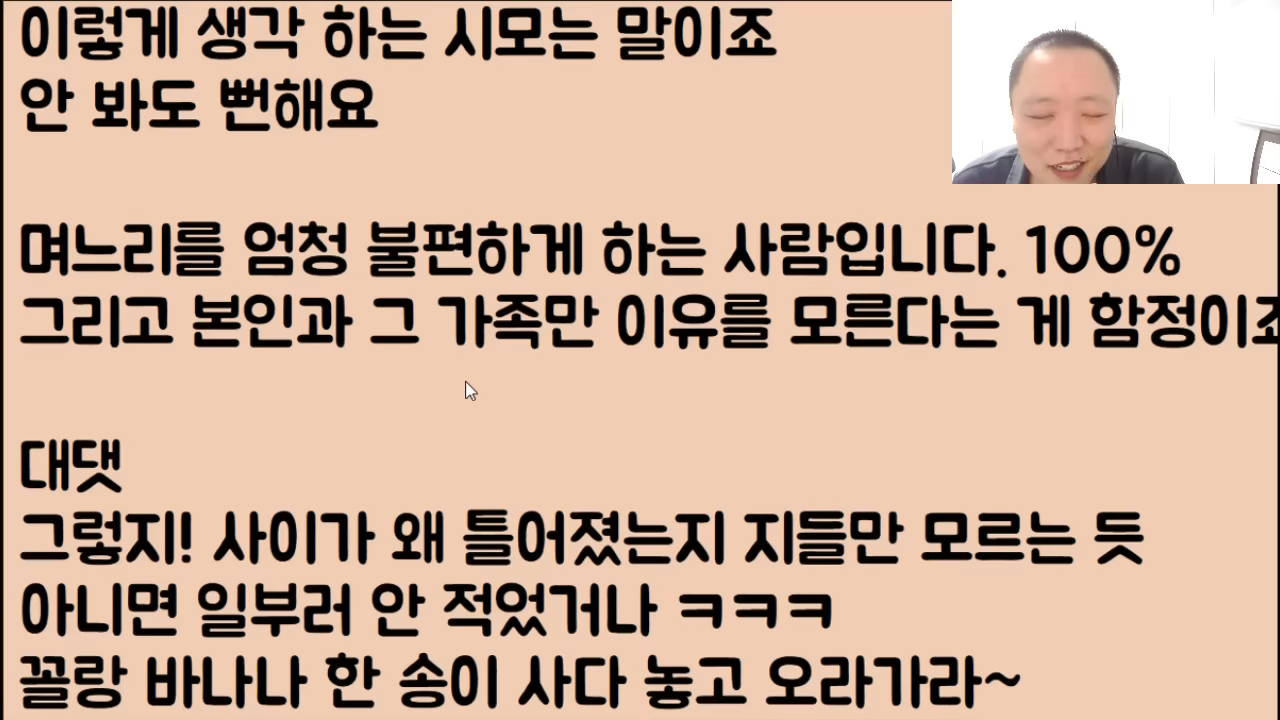 이렇게 생각 하는 시모는 말이죠
안 봐도 뻔해요
며느리를 엄청 불편하게 하는 사람입니다. 100%
그리고 본인과 그 가족만 이유를 모른다는 게 함정이죠
대댓
그렇지! 사이가 왜 틀어졌는지 지들만 모르는 듯
아니면 일부러 안 적었거나 ㅋㅋㅋ
꼴랑 바나나 한 송이 사다 놓고 오라가라~